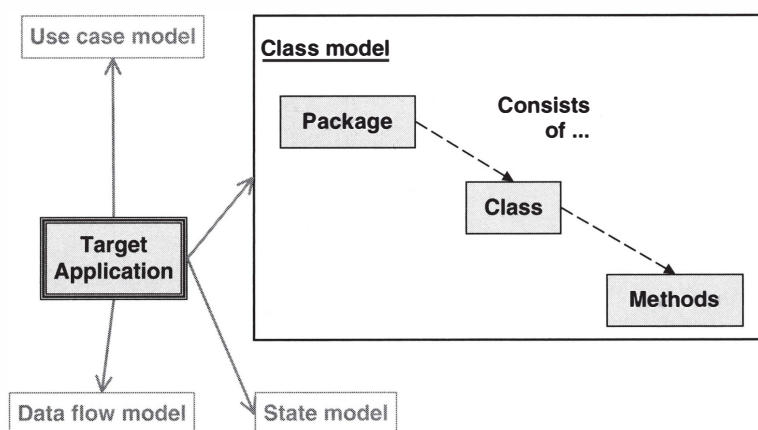 Use case model
Class model
Package
Consists
of ...
Class
Target
Application
Methods
Data flow model
State model